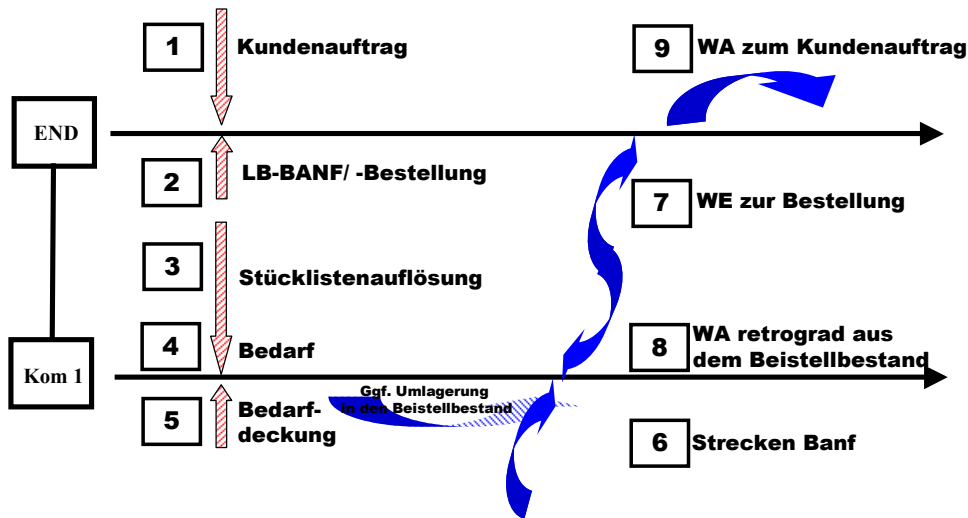 1
Kundenauftrag
9
WA zum Kundenauftrag
END
2
LB-BANF/ -Bestellung
7
WE zur Bestellung
3
Stücklistenauflösung
4
Bedarf
8
WA retrograd aus
dem Beistellbestand
Kom 1
Ggf. Umlagerung
In den Beistellbestand
5
Bedarf-
deckung
6
Strecken Banf